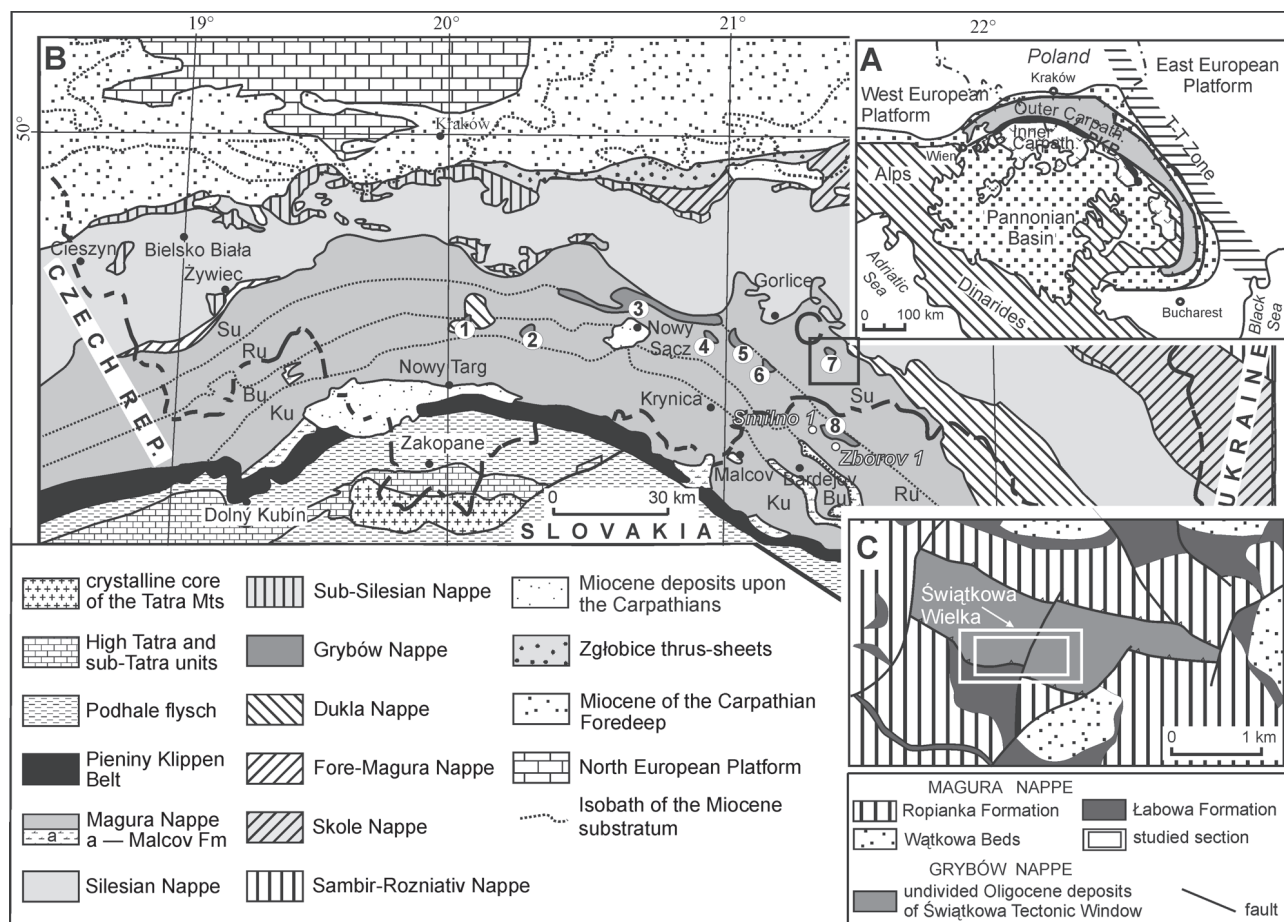 19°
20°
21°
22°
50°
B
Kraków
Cieszyn
Bielsko Biała
Żywiec
CZECH REP.
Su
Ru
Bu
Ku
1
2
3
4
5
6
7
8
Nowy Targ
Nowy
Sącz
Gorlice
C
Krynica
Zakopane
Smilno 1
Zborov 1
Malcov
Bardejov
Su
Ru
Bu
Ku
Dolný Kubín
0 30 km
SLOVAKIA
UKRAINE
A
Poland
Kraków
West European
Platform
East European
Platform
Outer Carpath.
Inner
Carpath.
PKB
PKB
T-T Zone
Wien
Alps
Pannonian
Basin
Adriatic
Sea
Dinarides
Bucharest
Black
Sea
0 100 km
C
Świątkowa
Wielka
0 1 km
crystalline core
of the Tatra Mts
High Tatra and
sub-Tatra units
Podhale flysch
Pieniny Klippen
Belt
Magura Nappe
a a — Malcov Fm
Silesian Nappe
Sub-Silesian Nappe
Grybów Nappe
Dukla Nappe
Fore-Magura Nappe
Skole Nappe
Sambir-Rozniativ Nappe
Miocene deposits upon
the Carpathians
Zgłobice thrus-sheets
Miocene of the Carpathian
Foredeep
North European Platform
Isobath of the Miocene
substratum
MAGURA NAPPE
Ropianka Formation
Łabowa Formation
Wątkowa Beds
studied section
GRYBÓW NAPPE
undivided Oligocene deposits
of Świątkowa Tectonic Window
fault